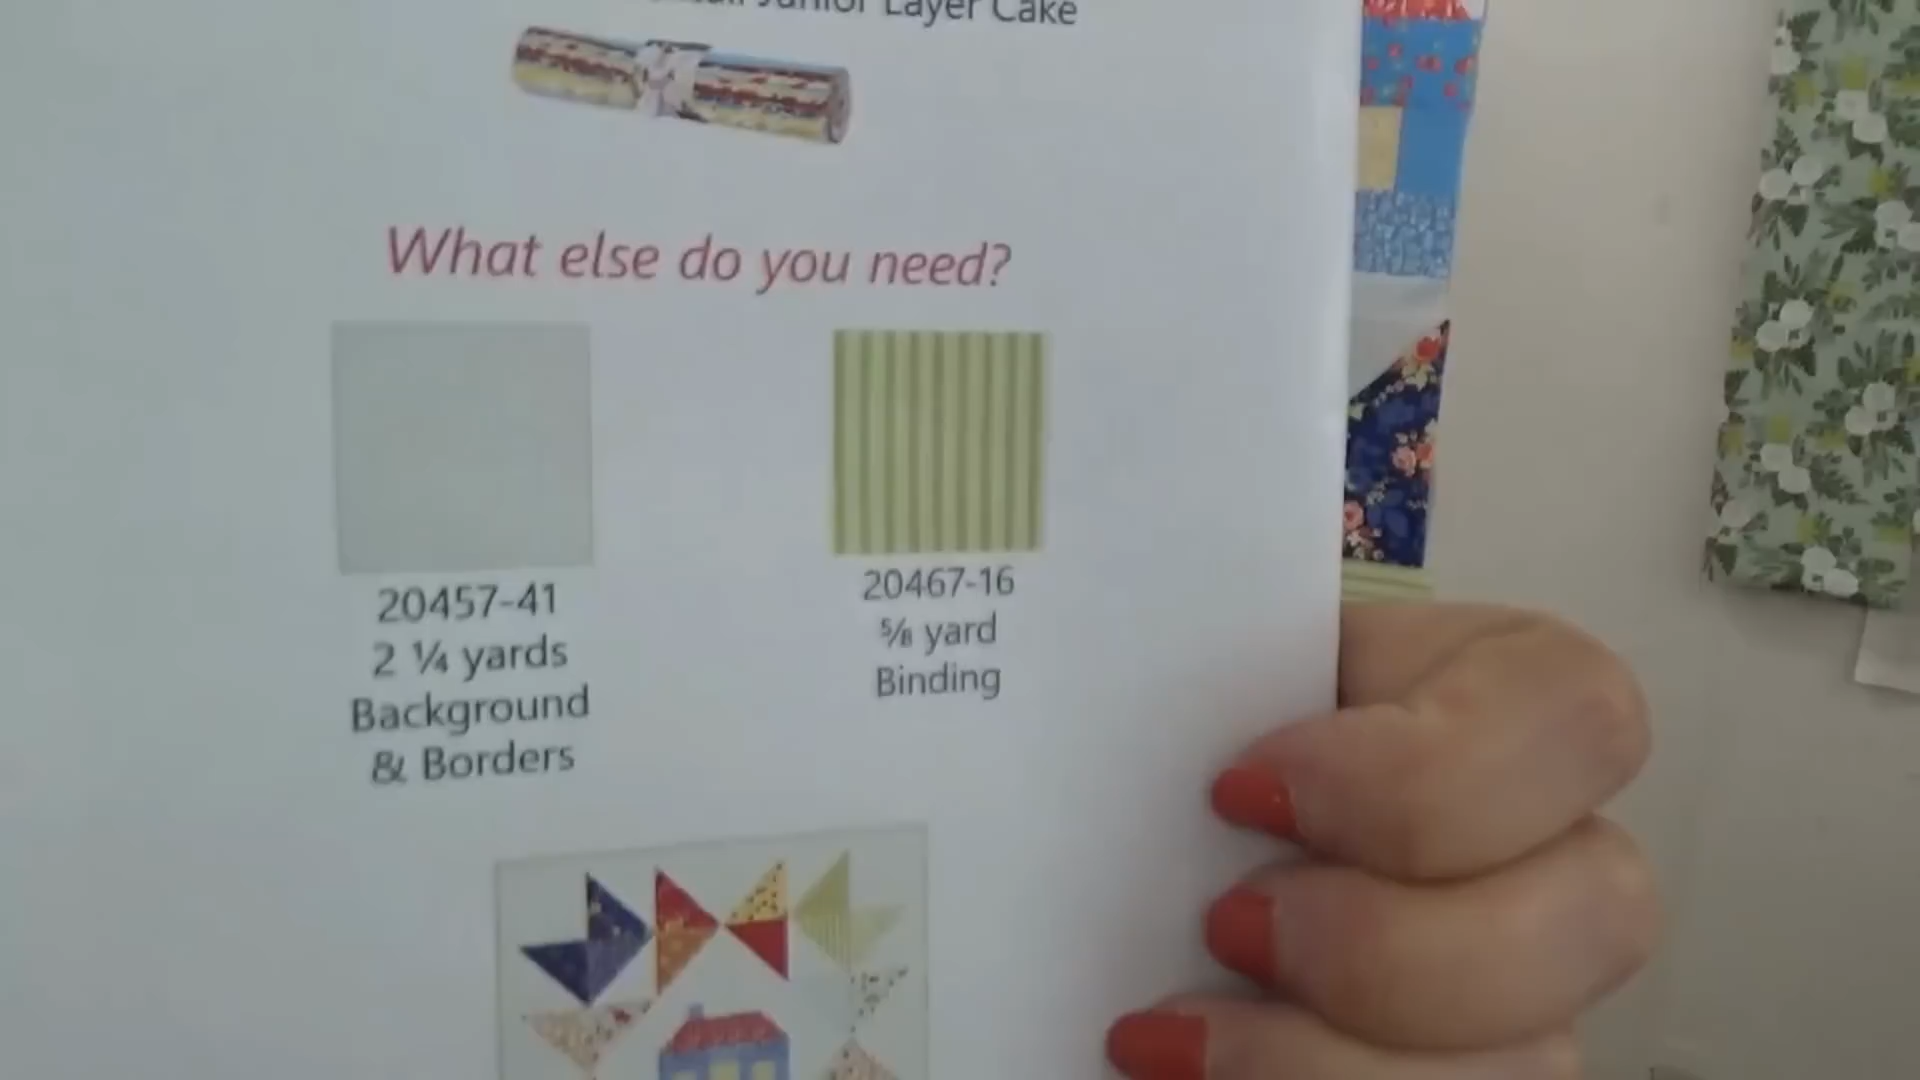 Junior Layer Cake
What else do you need?
20457-41
2 ¼ yards
Background
& Borders
20467-16
⅝ yard
Binding